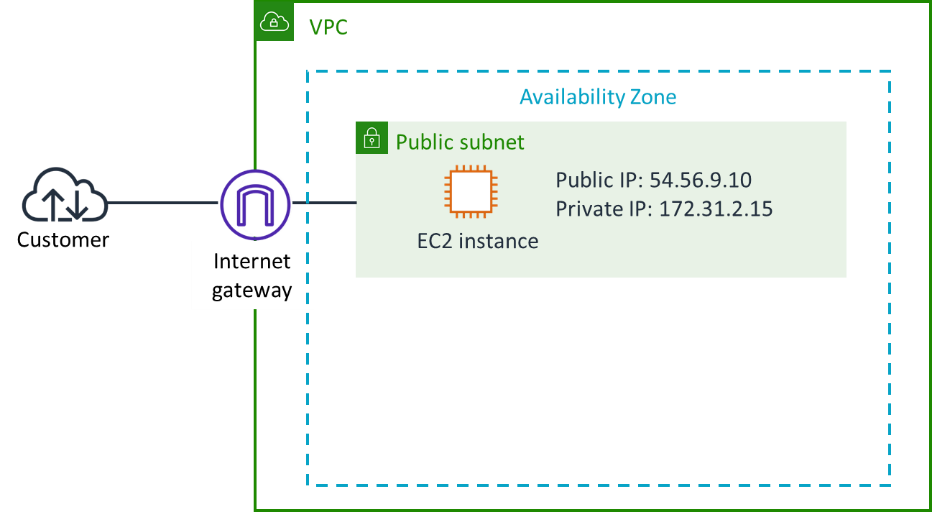 VPC
Availability Zone
Public subnet
Public IP: 54.56.9.10
Private IP: 172.31.2.15
EC2 instance
Customer
Internet
gateway